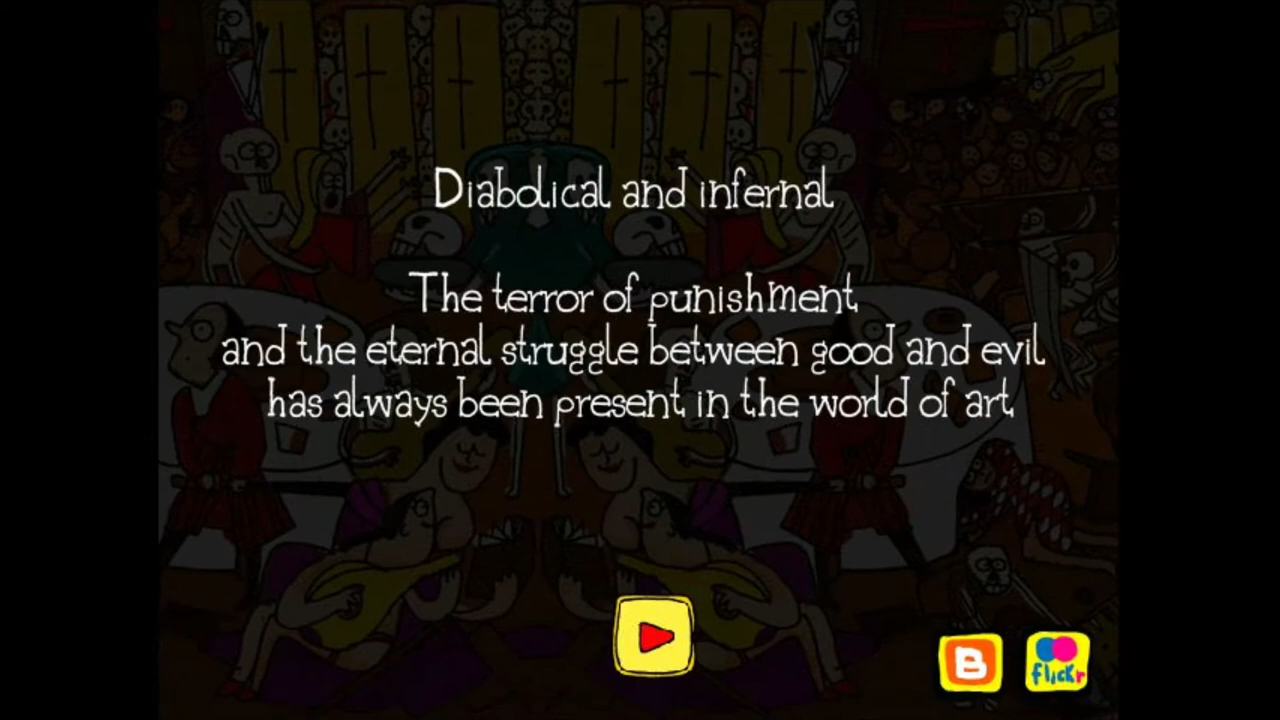 Diabolical and infernal
The terror of punishment
and the eternal struggle between good and evil
has always been present in the world of art
B
flickr